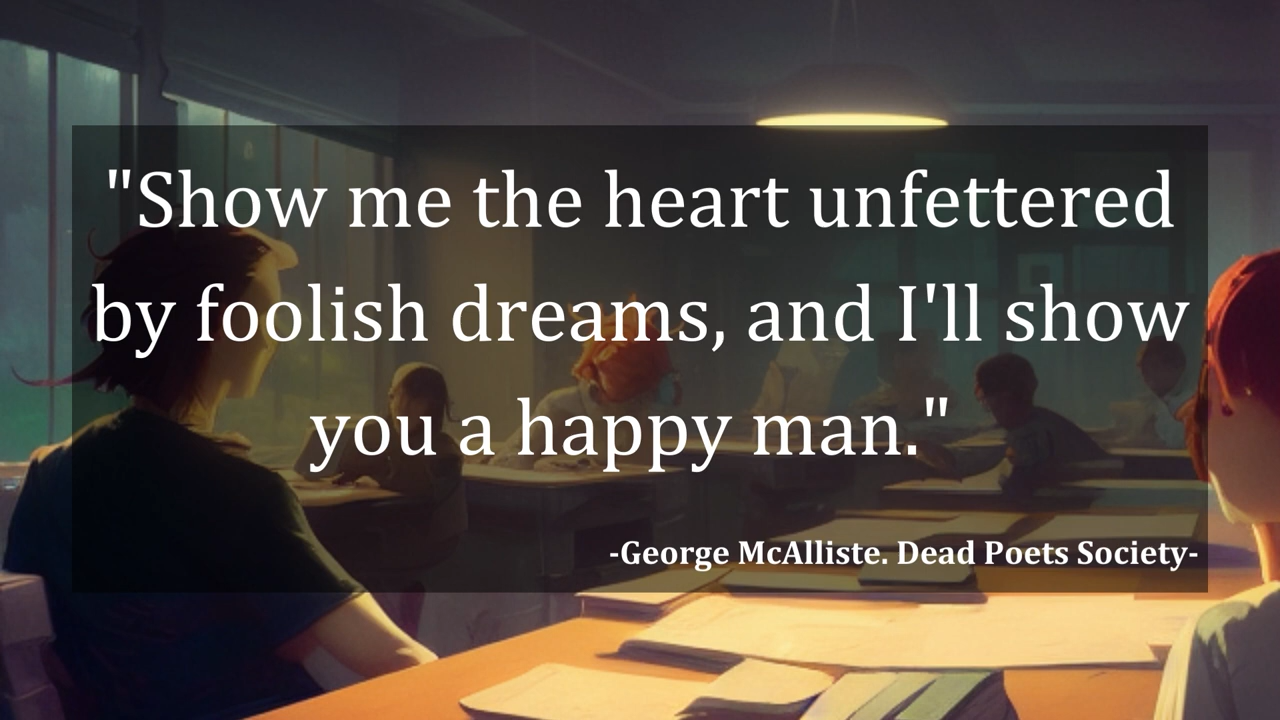 "Show me the heart unfettered
by foolish dreams, and I'll show
you a happy man."
-George McAlliste. Dead Poets Society-